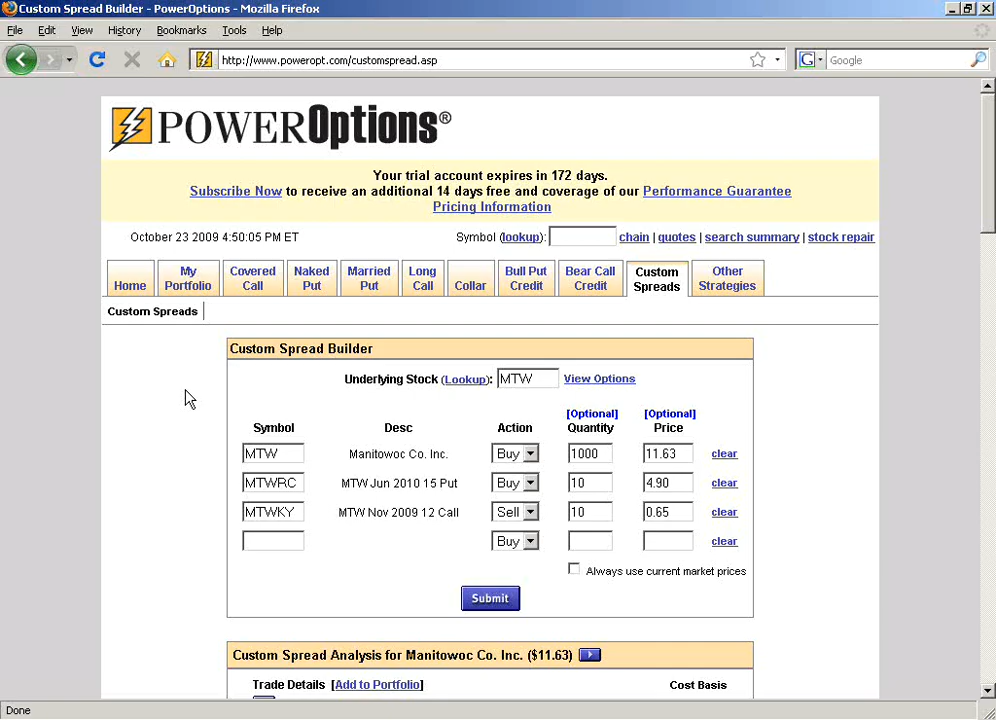 Custom Spread Builder - PowerOptions - Mozilla Firefox
File Edit View History Bookmarks Tools Help
http://www.poweropt.com/customspread.asp
G Google
POWEROptions®
Your trial account expires in 172 days.
Subscribe Now to receive an additional 14 days free and coverage of our Performance Guarantee
Pricing Information
October 23 2009 4:50:05 PM ET Symbol (lookup): chain | quotes | search summary | stock repair
Home My Portfolio Covered Call Naked Put Married Put Long Call Collar Bull Put Credit Bear Call Credit Custom Spreads Other Strategies
Custom Spreads
Custom Spread Builder
Underlying Stock (Lookup): MTW View Options
Symbol Desc Action [Optional] Quantity [Optional] Price
MTW Manitowoc Co. Inc. Buy 1000 11.63 clear
MTWRC MTW Jun 2010 15 Put Buy 10 4.90 clear
MTWKY MTW Nov 2009 12 Call Sell 10 0.65 clear
Buy clear
Always use current market prices
Submit
Custom Spread Analysis for Manitowoc Co. Inc. ($11.63)
Trade Details [Add to Portfolio] Cost Basis
Done